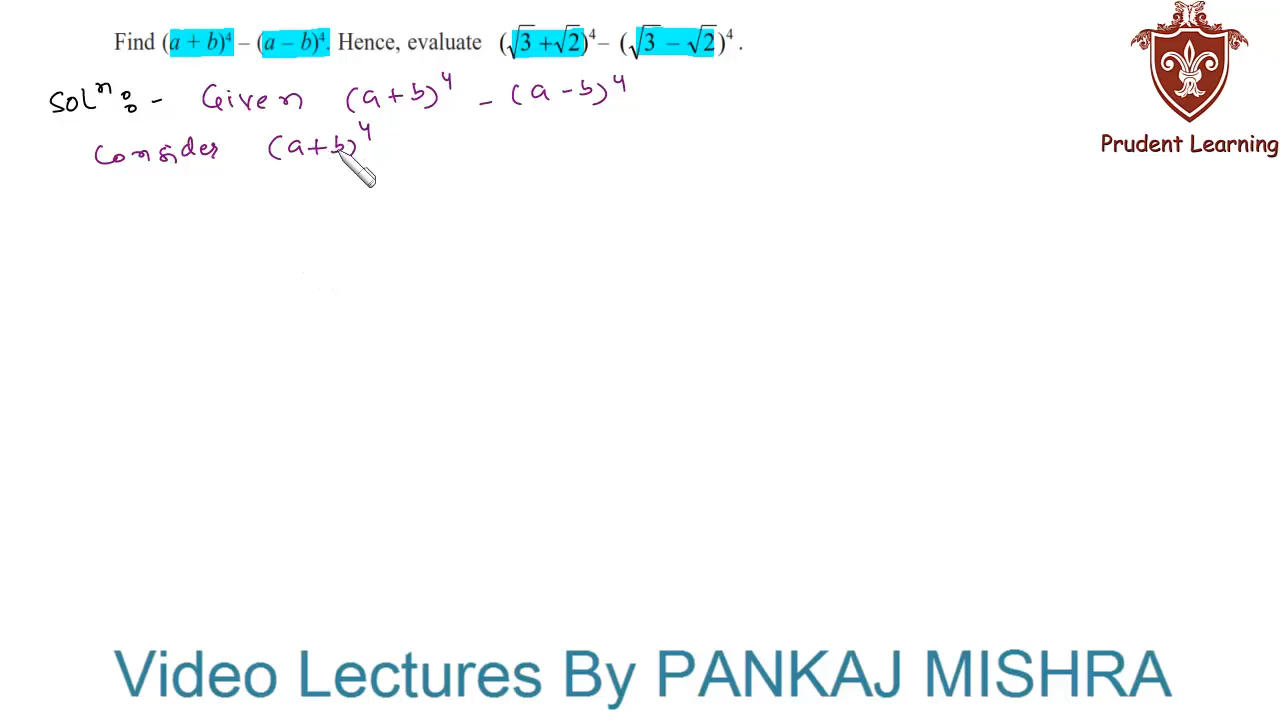 Find (a + b)⁴ – (a – b)⁴. Hence, evaluate (√3 + √2)⁴ – (√3 – √2)⁴ .
Solⁿ :- Given (a+b)⁴ - (a-b)⁴
Consider (a+b)⁴
Prudent Learning
Video Lectures By PANKAJ MISHRA